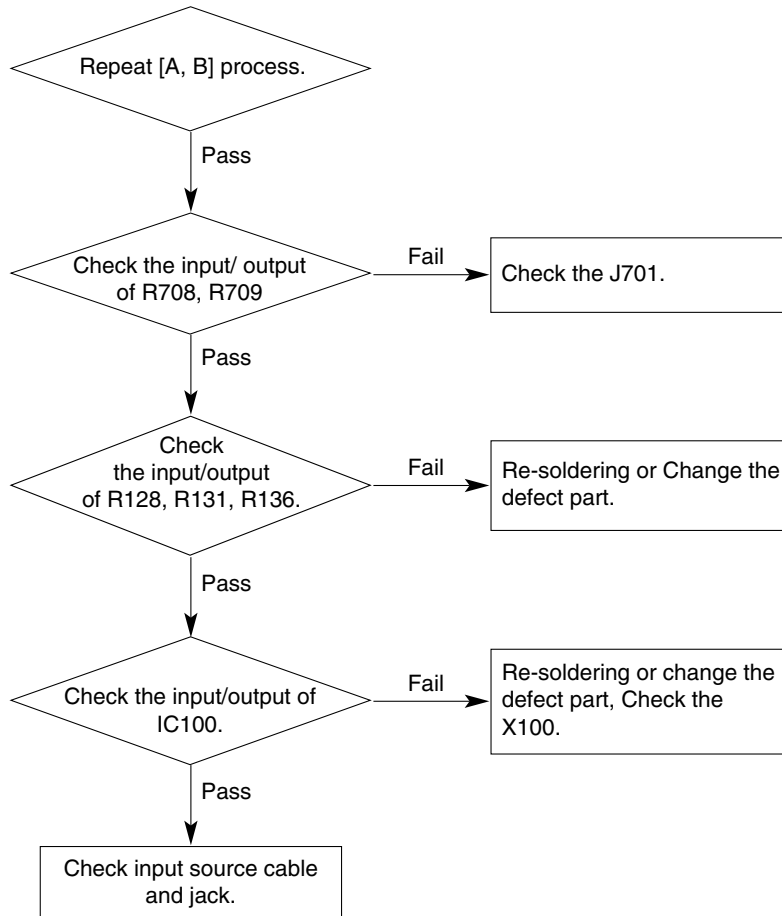 Repeat [A, B] process.
Pass
Check the input/ output
of R708, R709
Fail
Check the J701.
Pass
Check
the input/output
of R128, R131, R136.
Fail
Re-soldering or Change the
defect part.
Pass
Check the input/output of
IC100.
Fail
Re-soldering or change the
defect part, Check the
X100.
Pass
Check input source cable
and jack.